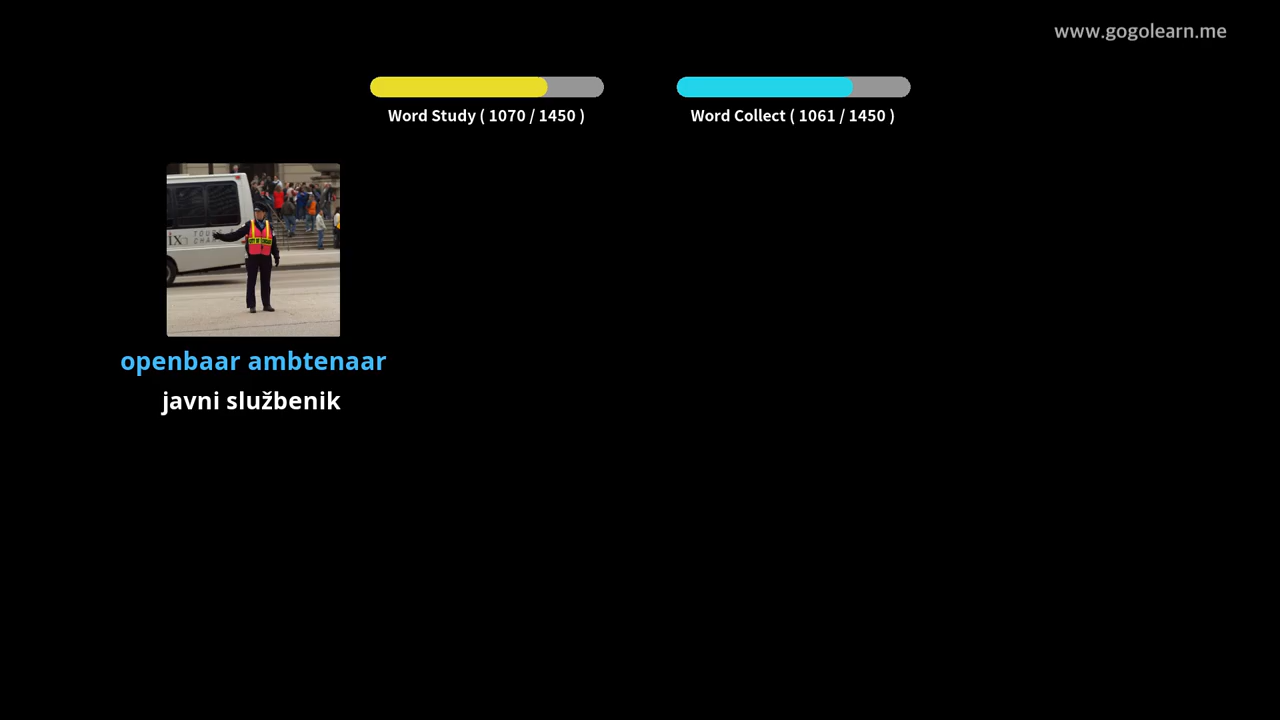 www.gogolearn.me
Word Study ( 1070 / 1450 )
Word Collect ( 1061 / 1450 )
openbaar ambtenaar
javni službenik